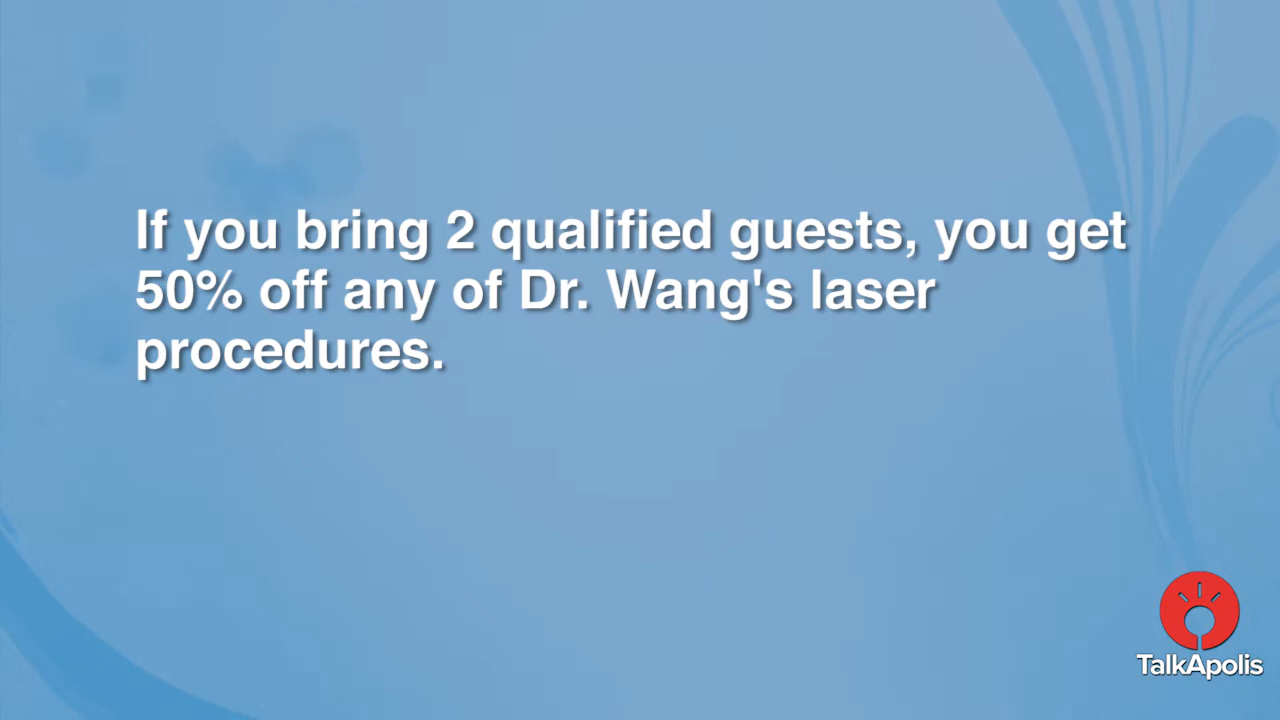 If you bring 2 qualified guests, you get
50% off any of Dr. Wang's laser
procedures.
TalkApolis